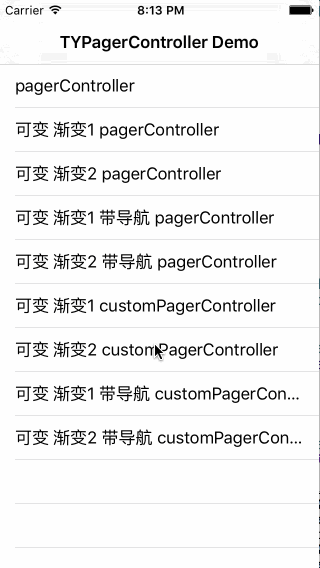 Carrier 8:13 PM
TYPagerController Demo
pagerController
可变 渐变1 pagerController
可变 渐变2 pagerController
可变 渐变1 带导航 pagerController
可变 渐变2 带导航 pagerController
可变 渐变1 customPagerController
可变 渐变2 customPagerController
可变 渐变1 带导航 customPagerCon...
可变 渐变2 带导航 customPagerCon...